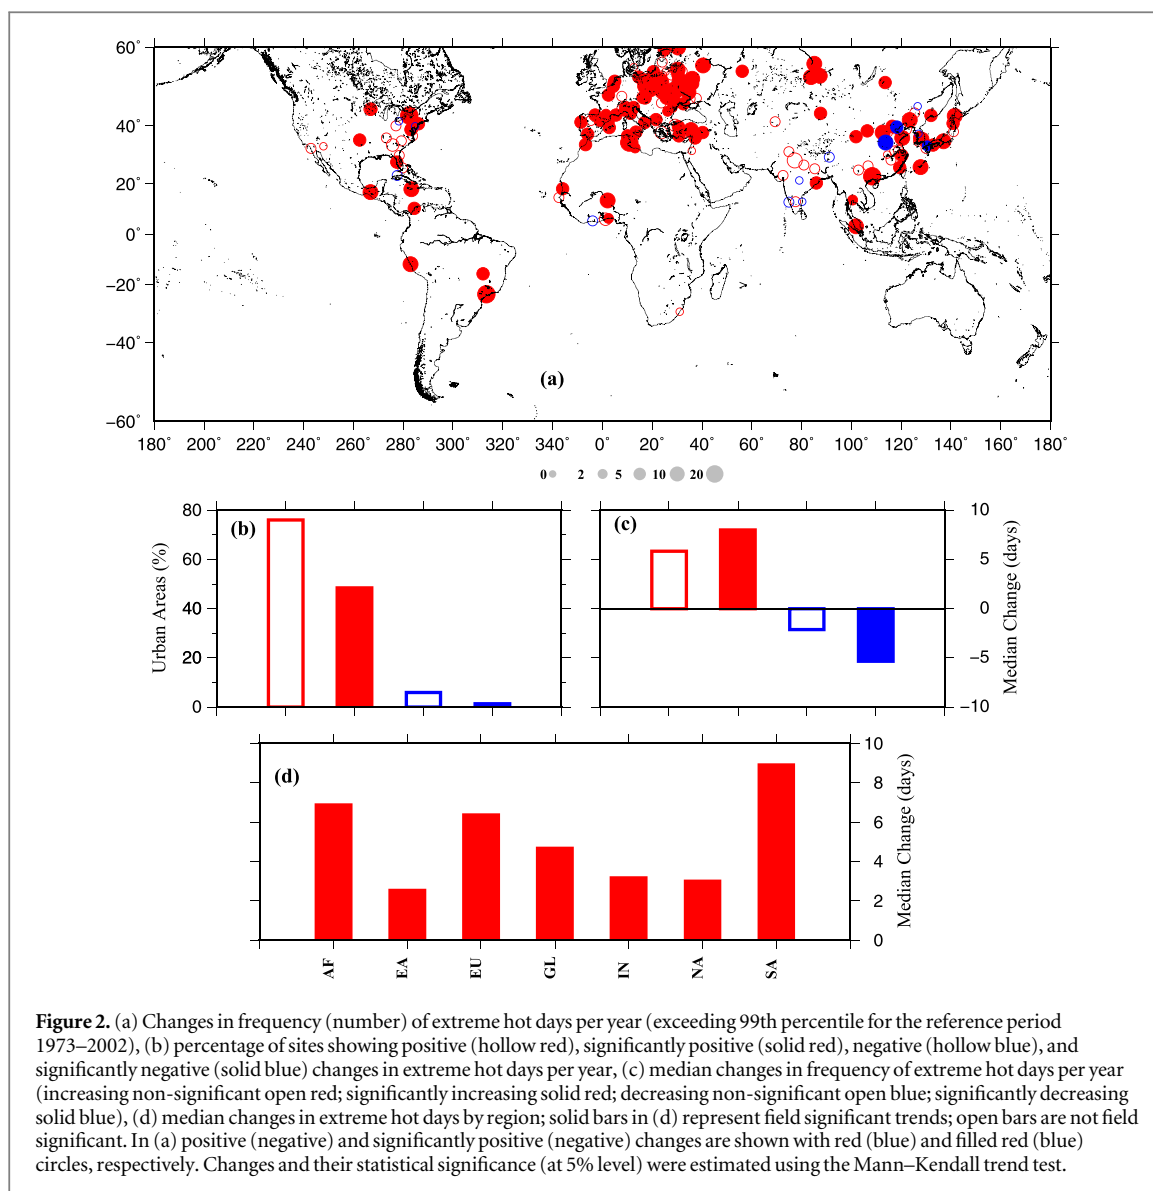 60˚
40˚
20˚
0˚
−20˚
−40˚
−60˚
(a)
180˚ 200˚ 220˚ 240˚ 260˚ 280˚ 300˚ 320˚ 340˚ 0˚ 20˚ 40˚ 60˚ 80˚ 100˚ 120˚ 140˚ 160˚ 180˚
0 2 5 10 20
(b)
Urban Areas (%)
80
60
40
20
0
(c)
10
5
0
−5
−10
Median Change (days)
(d)
10
8
6
4
2
0
Median Change (days)
AF EA EU GL IN NA SA
Figure 2. (a) Changes in frequency (number) of extreme hot days per year (exceeding 99th percentile for the reference period
1973–2002), (b) percentage of sites showing positive (hollow red), significantly positive (solid red), negative (hollow blue), and
significantly negative (solid blue) changes in extreme hot days per year, (c) median changes in frequency of extreme hot days per year
(increasing non-significant open red; significantly increasing solid red; decreasing non-significant open blue; significantly decreasing
solid blue), (d) median changes in extreme hot days by region; solid bars in (d) represent field significant trends; open bars are not field
significant. In (a) positive (negative) and significantly positive (negative) changes are shown with red (blue) and filled red (blue)
circles, respectively. Changes and their statistical significance (at 5% level) were estimated using the Mann–Kendall trend test.